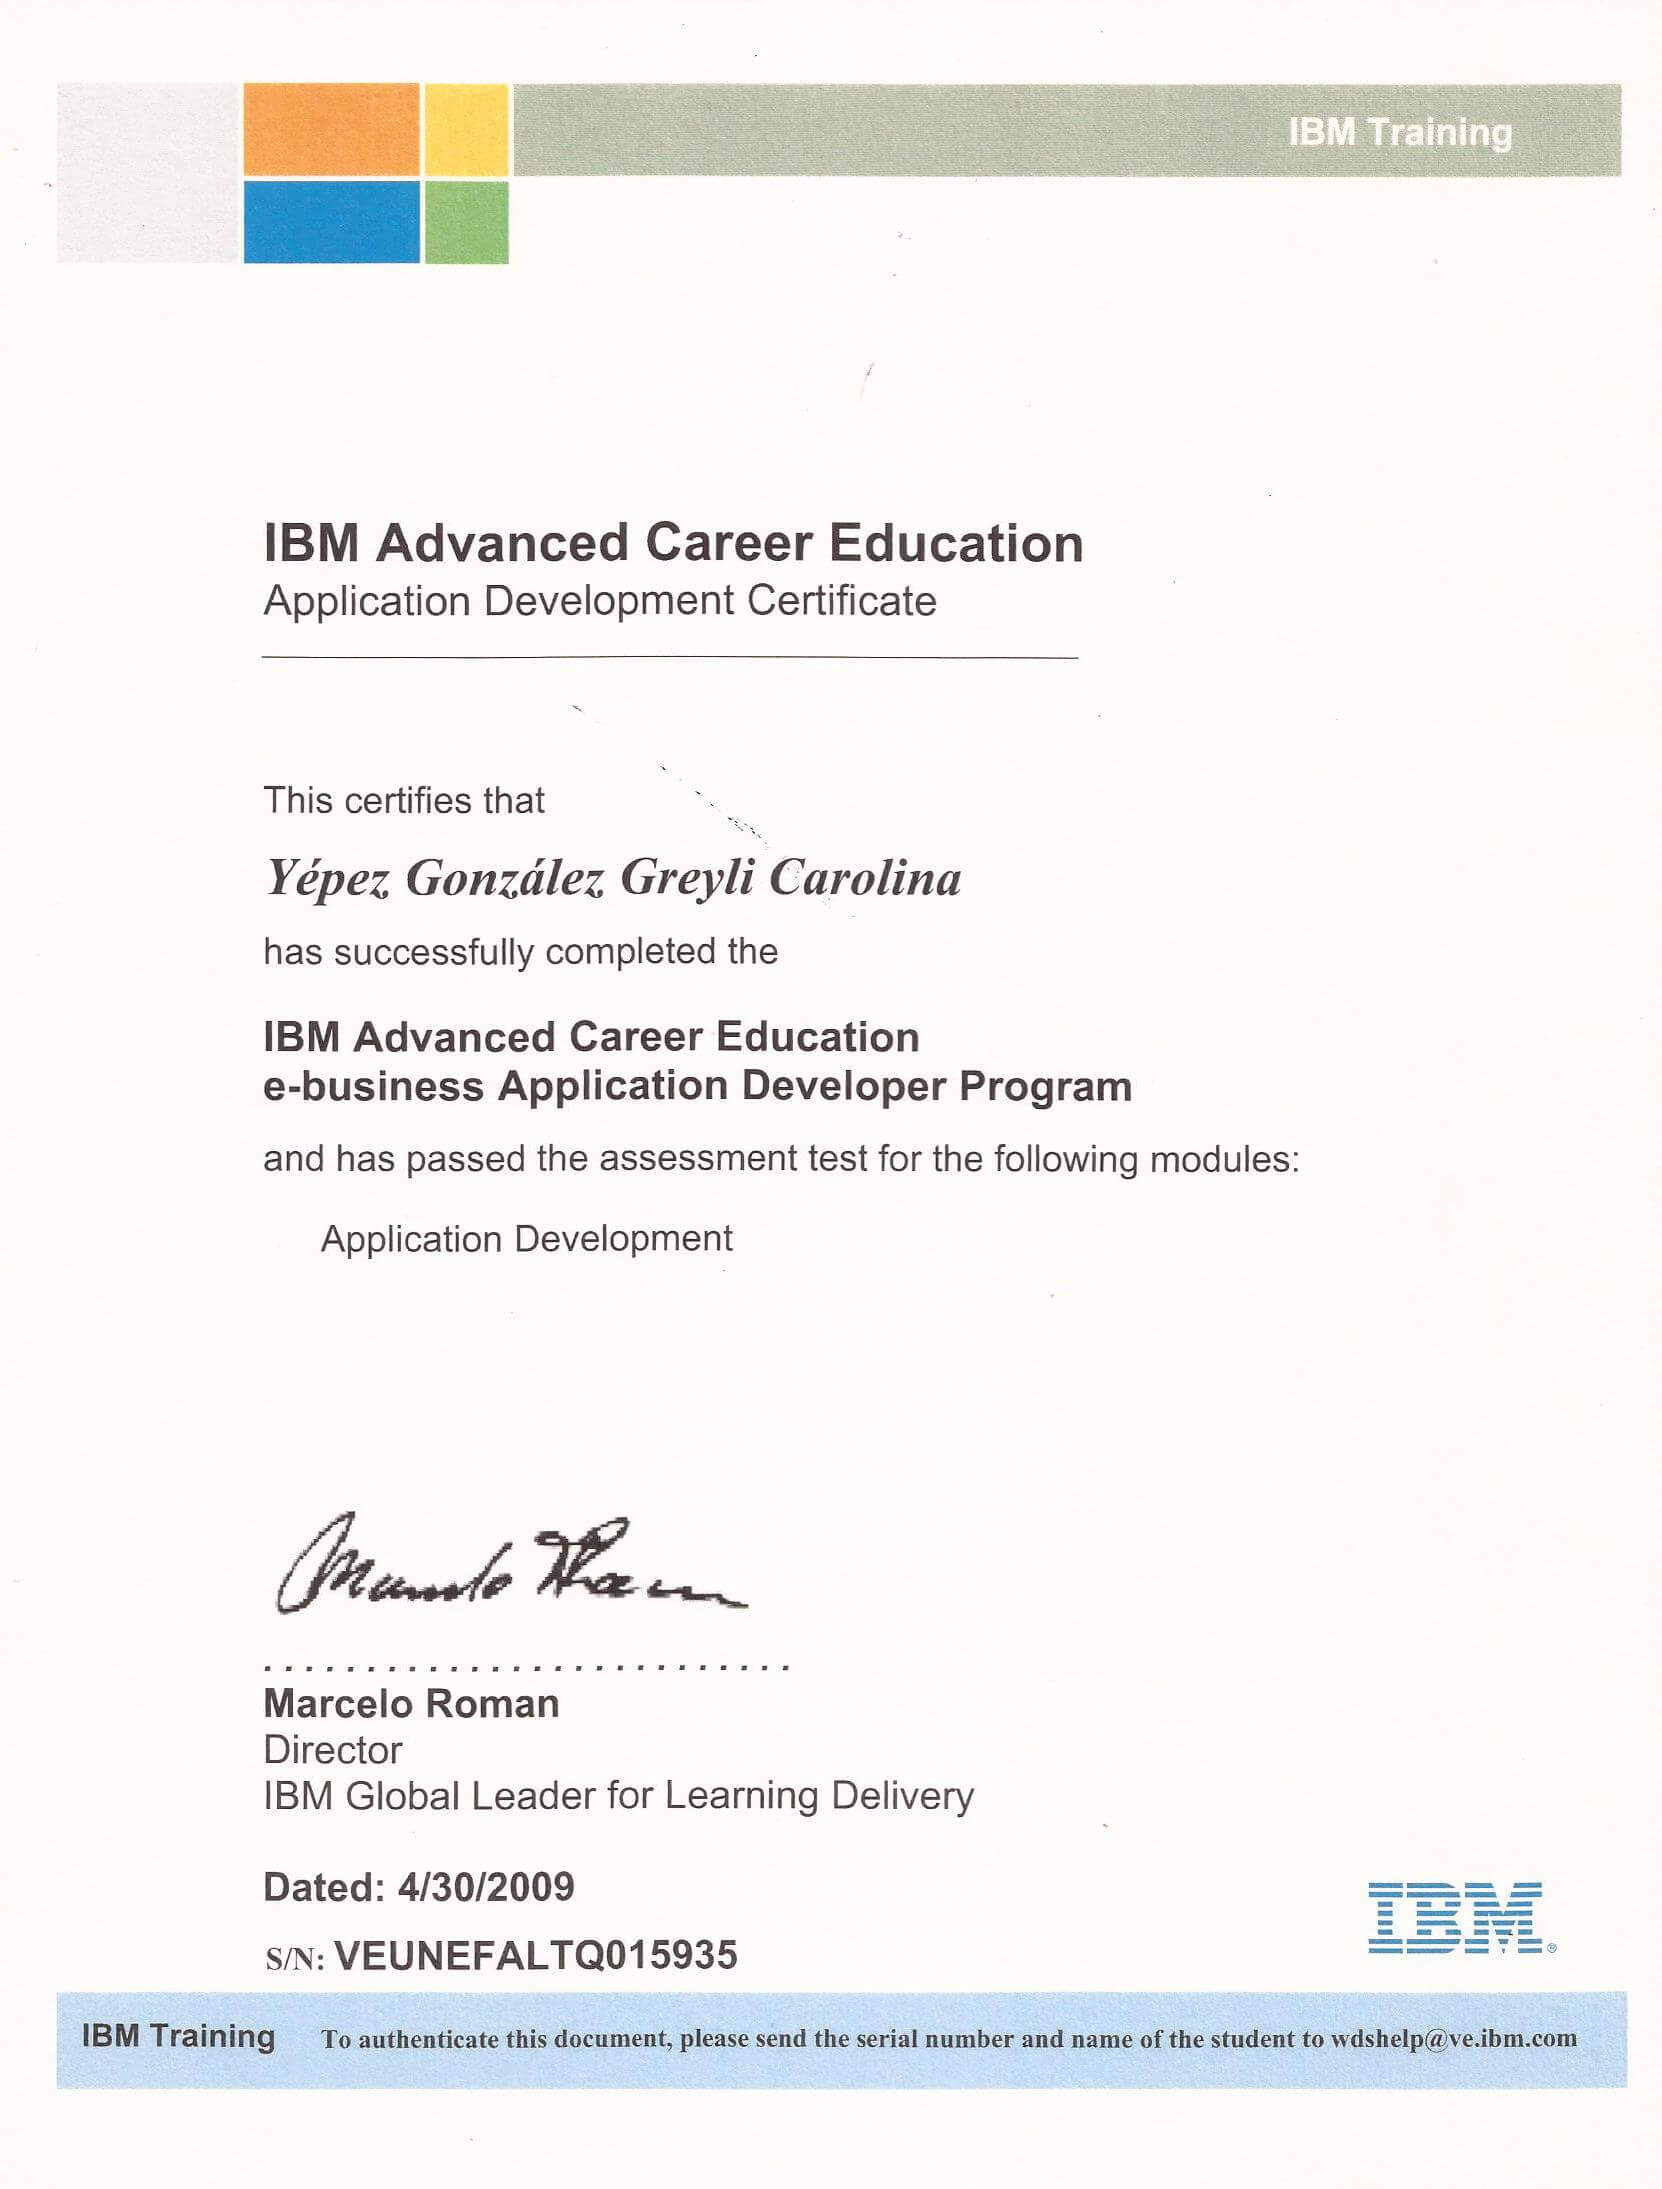 IBM Training
IBM Advanced Career Education
Application Development Certificate
This certifies that
Yépez González Greyli Carolina
has successfully completed the
IBM Advanced Career Education
e-business Application Developer Program
and has passed the assessment test for the following modules:
Application Development
Marcelo Roman
Director
IBM Global Leader for Learning Delivery
Dated: 4/30/2009
S/N: VEUNEFALTQ015935
IBM®
IBM Training To authenticate this document, please send the serial number and name of the student to wdshelp@ve.ibm.com